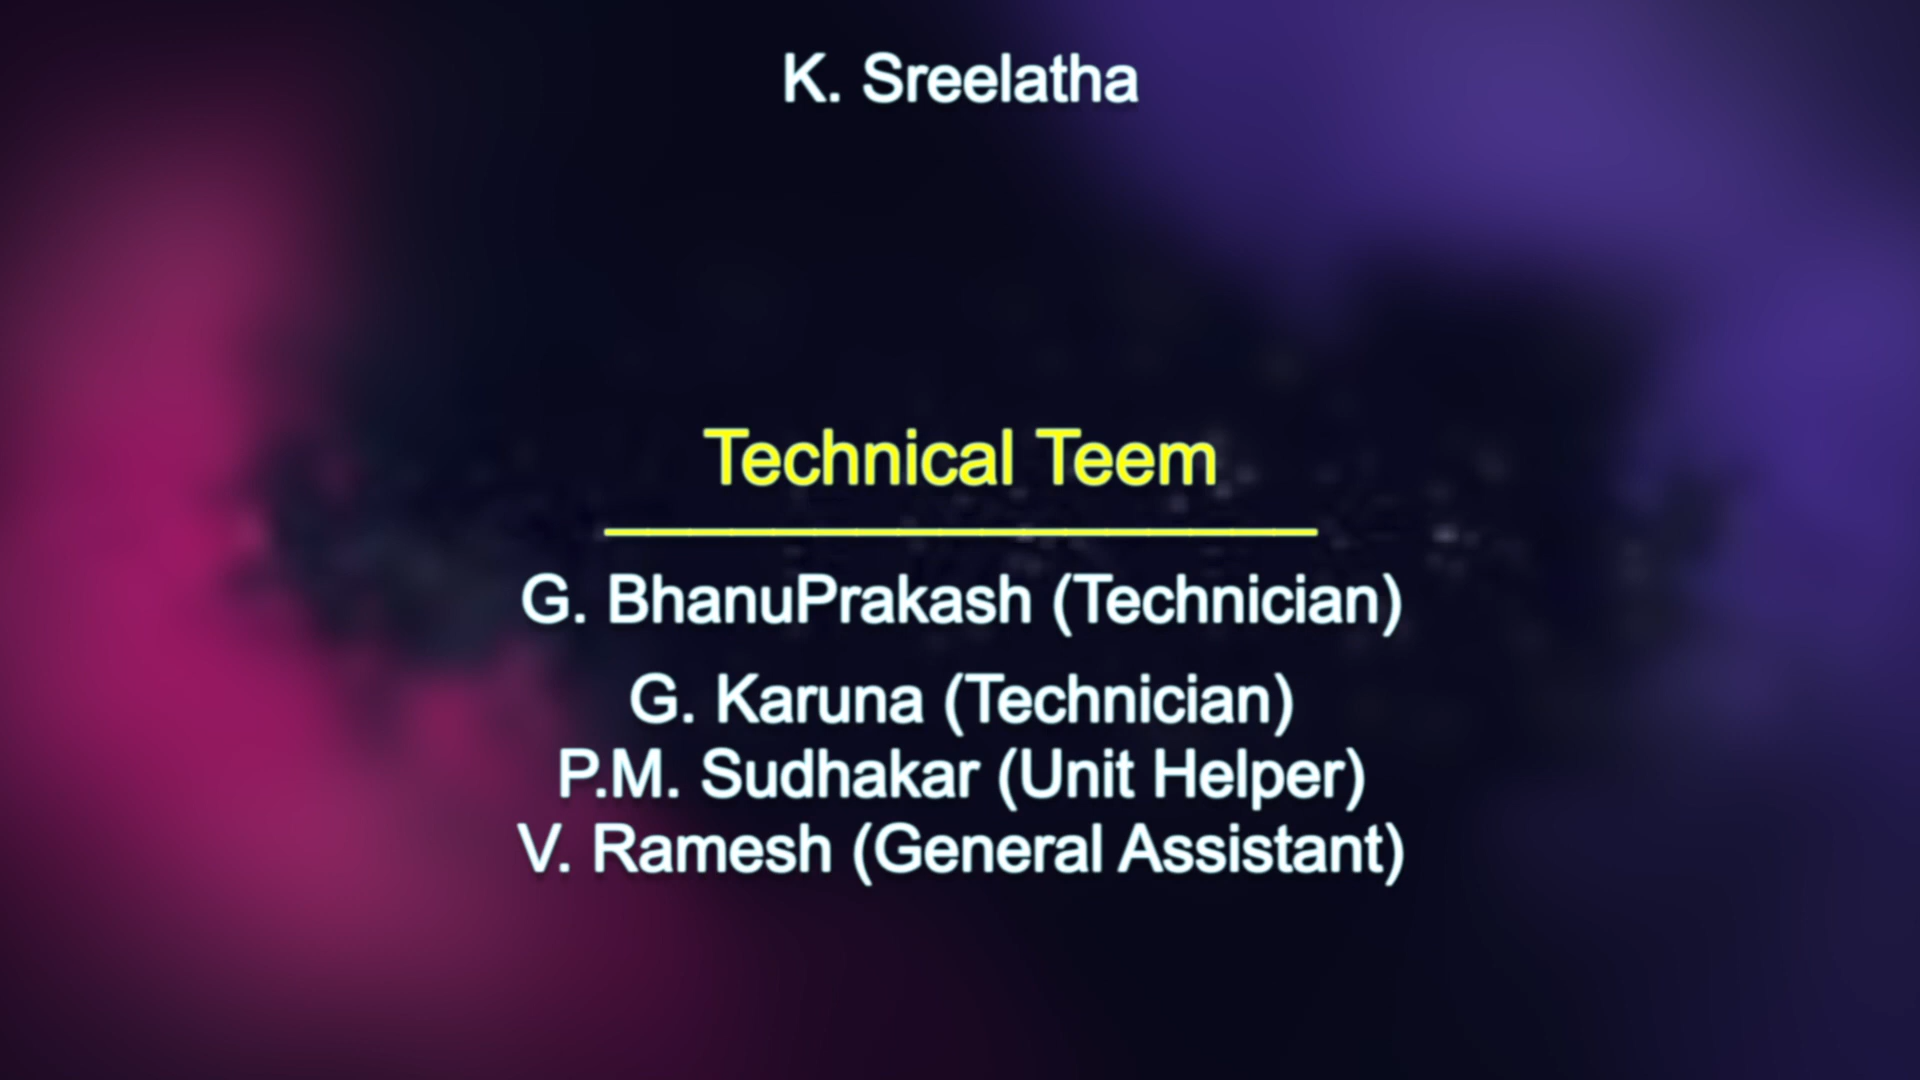 K. Sreelatha
Technical Teem
G. BhanuPrakash (Technician)
G. Karuna (Technician)
P.M. Sudhakar (Unit Helper)
V. Ramesh (General Assistant)